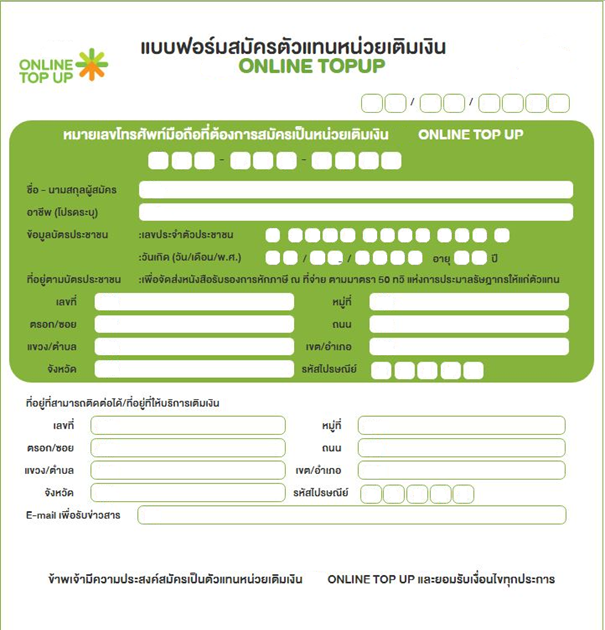 แบบฟอร์มสมัครตัวแทนหน่วยเติมเงิน
ONLINE TOPUP
ONLINE
TOP UP
/ /
หมายเลขโทรศัพท์มือถือที่ต้องการสมัครเป็นหน่วยเติมเงิน ONLINE TOP UP
- -
ชื่อ - นามสกุลผู้สมัคร
อาชีพ (โปรดระบุ)
ข้อมูลบัตรประชาชน :เลขประจำตัวประชาชน
:วันเกิด (วัน/เดือน/พ.ศ.) / / อายุ ปี
ที่อยู่ตามบัตรประชาชน :เพื่อจัดส่งหนังสือรับรองการหักภาษี ณ ที่จ่าย ตามมาตรา 50 ทวิ แห่งการประมวลรัษฎากรให้แก่ตัวแทน
เลขที่ หมู่ที่
ตรอก/ซอย ถนน
แขวง/ตำบล เขต/อำเภอ
จังหวัด รหัสไปรษณีย์
ที่อยู่ที่สามารถติดต่อได้/ที่อยู่ที่ให้บริการเติมเงิน
เลขที่ หมู่ที่
ตรอก/ซอย ถนน
แขวง/ตำบล เขต/อำเภอ
จังหวัด รหัสไปรษณีย์
E-mail เพื่อรับข่าวสาร
ข้าพเจ้ามีความประสงค์สมัครเป็นตัวแทนหน่วยเติมเงิน ONLINE TOP UP และยอมรับเงื่อนไขทุกประการ